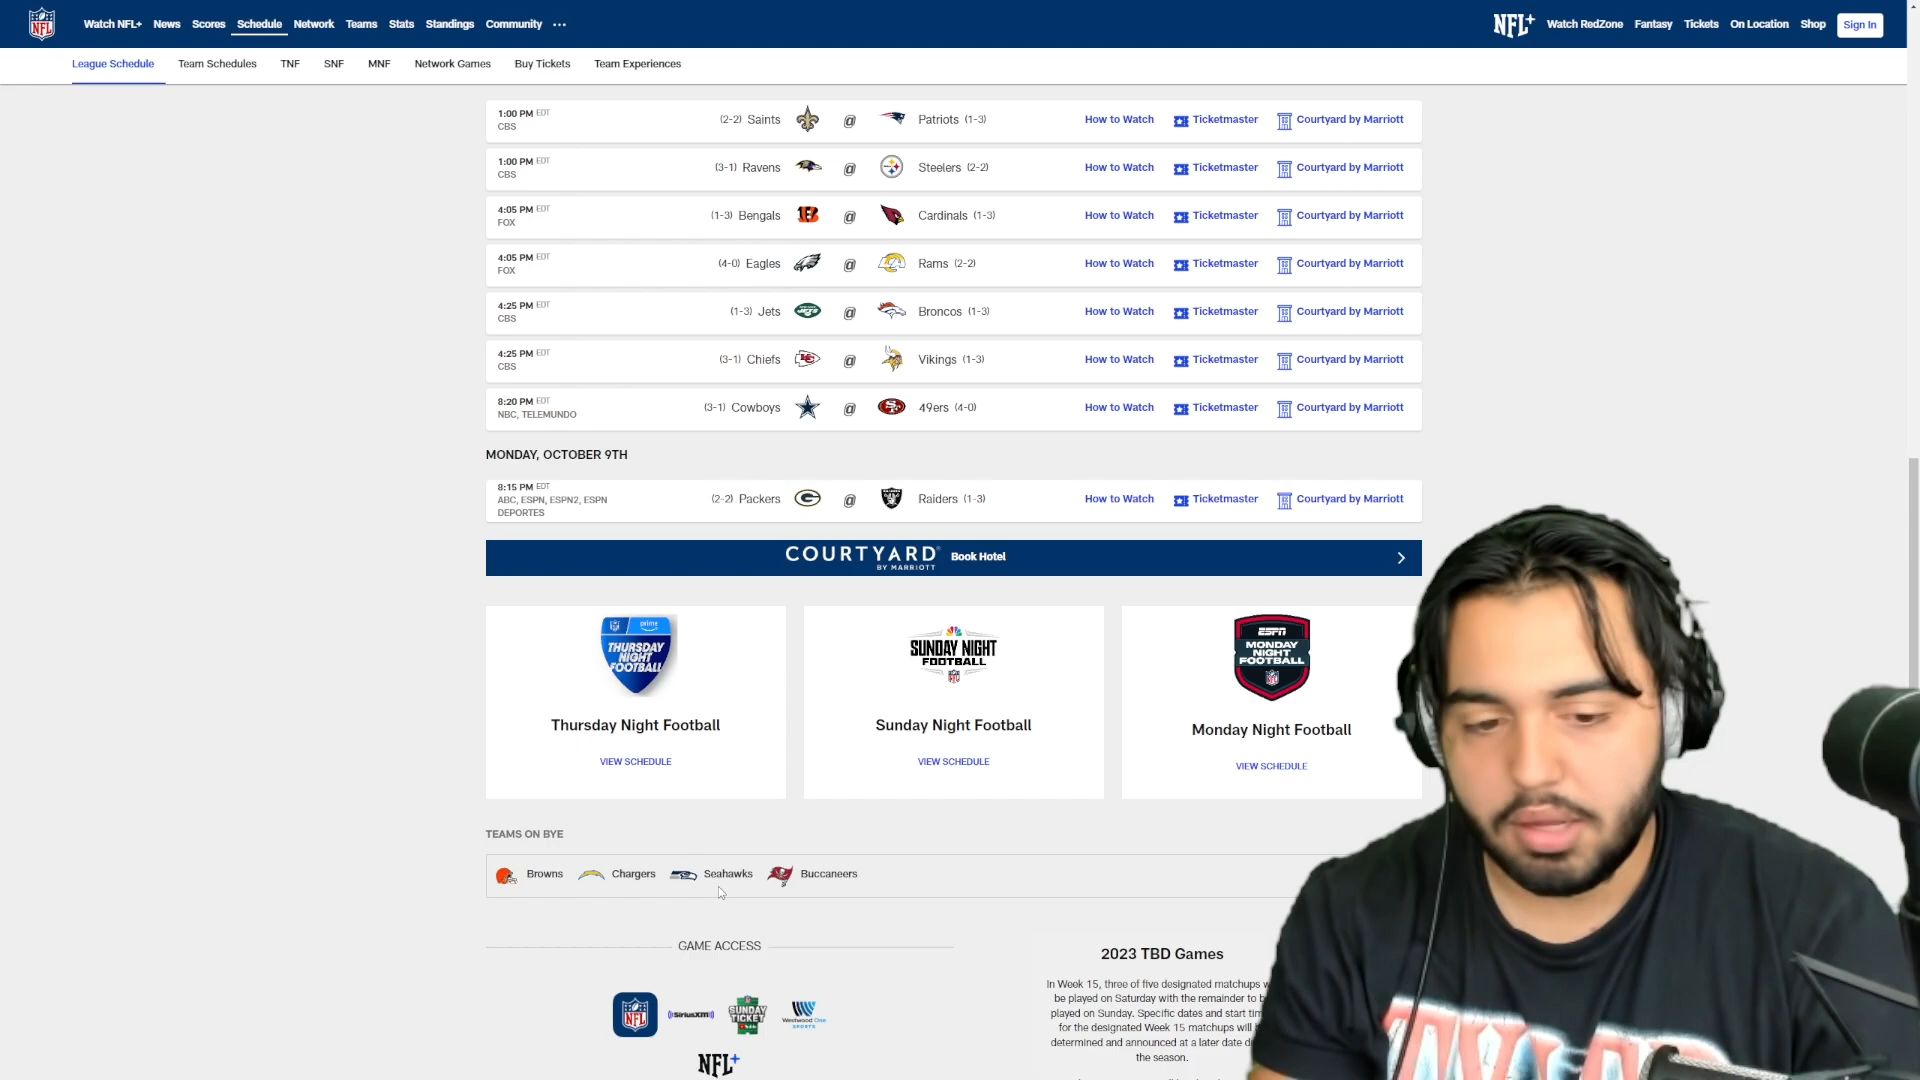 Watch NFL+ News Scores Schedule Network Teams Stats Standings Community ...
NFL+ Watch RedZone Fantasy Tickets On Location Shop Sign In
League Schedule Team Schedules TNF SNF MNF Network Games Buy Tickets Team Experiences
1:00 PM EDT
CBS
(2-2) Saints @ Patriots (1-3) How to Watch Ticketmaster Courtyard by Marriott
1:00 PM EDT
CBS
(3-1) Ravens @ Steelers (2-2) How to Watch Ticketmaster Courtyard by Marriott
4:05 PM EDT
FOX
(1-3) Bengals @ Cardinals (1-3) How to Watch Ticketmaster Courtyard by Marriott
4:05 PM EDT
FOX
(4-0) Eagles @ Rams (2-2) How to Watch Ticketmaster Courtyard by Marriott
4:25 PM EDT
CBS
(1-3) Jets @ Broncos (1-3) How to Watch Ticketmaster Courtyard by Marriott
4:25 PM EDT
CBS
(3-1) Chiefs @ Vikings (1-3) How to Watch Ticketmaster Courtyard by Marriott
8:20 PM EDT
NBC, TELEMUNDO
(3-1) Cowboys @ 49ers (4-0) How to Watch Ticketmaster Courtyard by Marriott
MONDAY, OCTOBER 9TH
8:15 PM EDT
ABC, ESPN, ESPN2, ESPN
DEPORTES
(2-2) Packers @ Raiders (1-3) How to Watch Ticketmaster Courtyard by Marriott
COURTYARD Book Hotel
BY MARRIOTT
prime
THURSDAY
NIGHT
FOOTBALL
Thursday Night Football
VIEW SCHEDULE
SUNDAY NIGHT
FOOTBALL
Sunday Night Football
VIEW SCHEDULE
ESPN
MONDAY
NIGHT
FOOTBALL
Monday Night Football
VIEW SCHEDULE
TEAMS ON BYE
Browns Chargers Seahawks Buccaneers
GAME ACCESS
NFL SiriusXM SUNDAY TICKET Westwood One SPORTS
NFL+
2023 TBD Games
In Week 15, three of five designated matchups w
be played on Saturday with the remainder to b
played on Sunday. Specific dates and start tim
for the designated Week 15 matchups will b
determined and announced at a later date d
the season.